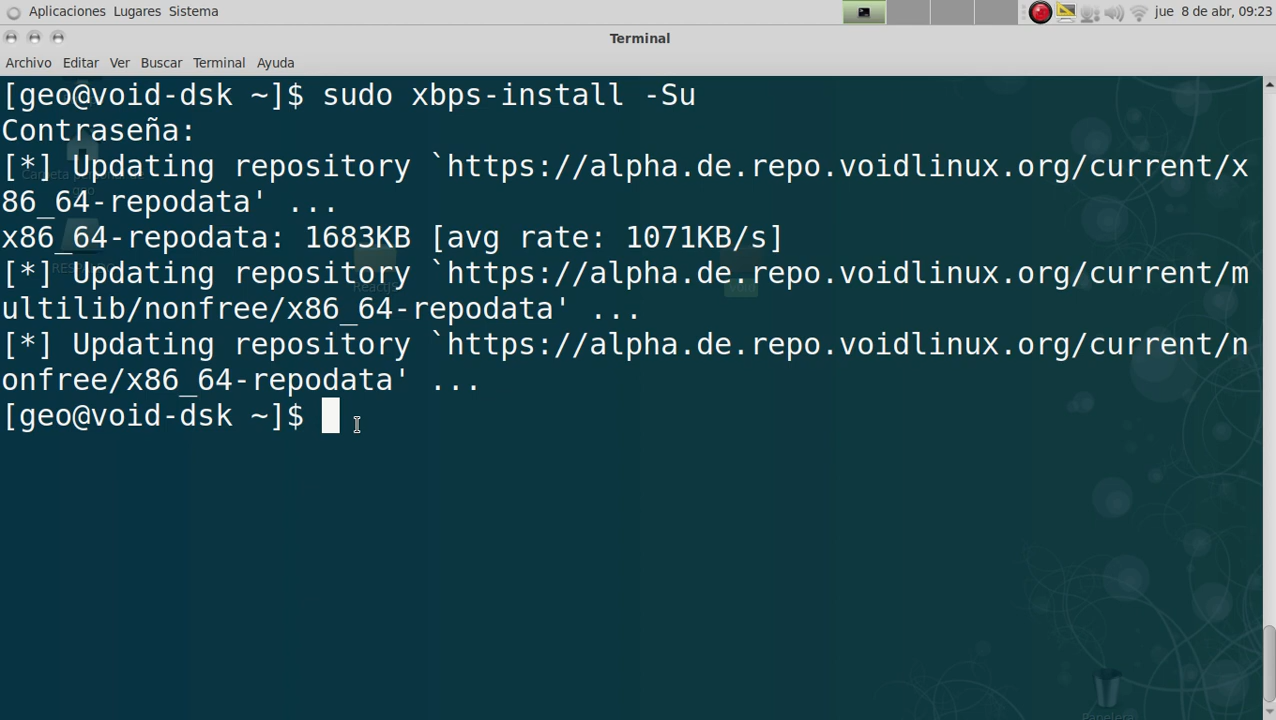 Aplicaciones Lugares Sistema
jue 8 de abr, 09:23
Terminal
Archivo Editar Ver Buscar Terminal Ayuda
[geo@void-dsk ~]$ sudo xbps-install -Su
Contraseña:
[*] Updating repository `https://alpha.de.repo.voidlinux.org/current/x
86_64-repodata' ...
x86_64-repodata: 1683KB [avg rate: 1071KB/s]
[*] Updating repository `https://alpha.de.repo.voidlinux.org/current/m
ultilib/nonfree/x86_64-repodata' ...
[*] Updating repository `https://alpha.de.repo.voidlinux.org/current/n
onfree/x86_64-repodata' ...
[geo@void-dsk ~]$
Papelera